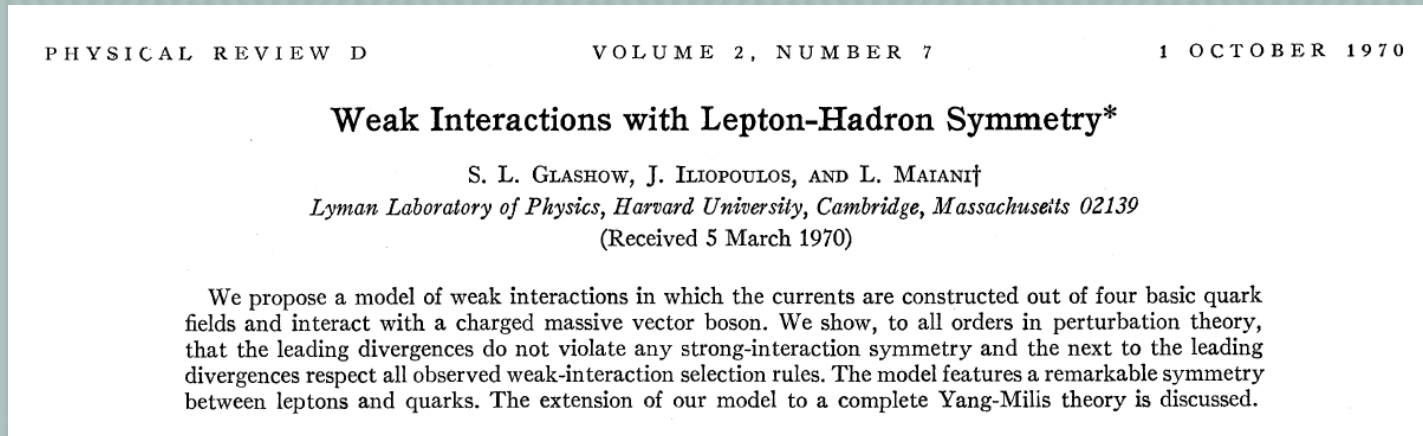 PHYSICAL REVIEW D VOLUME 2, NUMBER 7 1 OCTOBER 1970
Weak Interactions with Lepton-Hadron Symmetry*
S. L. GLASHOW, J. ILIOPOULOS, AND L. MAIANI†
Lyman Laboratory of Physics, Harvard University, Cambridge, Massachusetts 02139
(Received 5 March 1970)
We propose a model of weak interactions in which the currents are constructed out of four basic quark
fields and interact with a charged massive vector boson. We show, to all orders in perturbation theory,
that the leading divergences do not violate any strong-interaction symmetry and the next to the leading
divergences respect all observed weak-interaction selection rules. The model features a remarkable symmetry
between leptons and quarks. The extension of our model to a complete Yang-Milis theory is discussed.